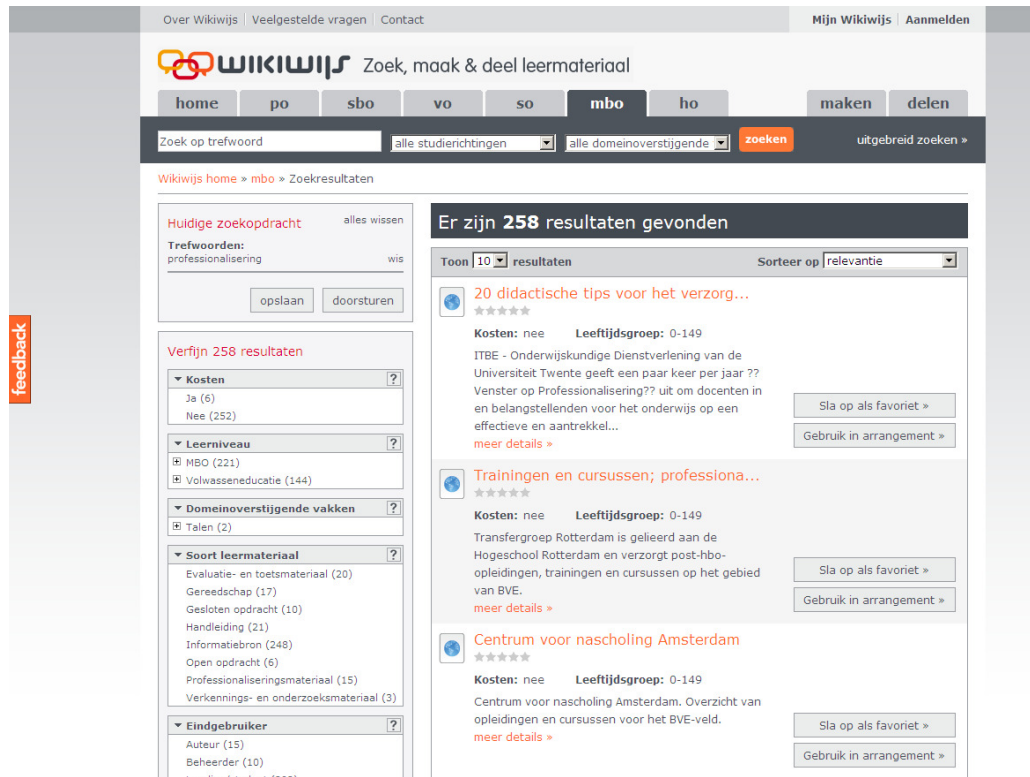 Over Wikiwijs | Veelgestelde vragen | Contact
Mijn Wikiwijs | Aanmelden
WIKIWIJS Zoek, maak & deel leermateriaal
home po sbo vo so mbo ho maken delen
Zoek op trefwoord alle studierichtingen alle domeinoverstijgende zoeken uitgebreid zoeken »
Wikiwijs home » mbo » Zoekresultaten
feedback
Huidige zoekopdracht alles wissen
Trefwoorden:
professionalisering wis
opslaan doorsturen
Verfijn 258 resultaten
Kosten ?
Ja (6)
Nee (252)
Leerniveau ?
MBO (221)
Volwasseneducatie (144)
Domeinoverstijgende vakken ?
Talen (2)
Soort leermateriaal ?
Evaluatie- en toetsmateriaal (20)
Gereedschap (17)
Gesloten opdracht (10)
Handleiding (21)
Informatiebron (248)
Open opdracht (6)
Professionaliseringsmateriaal (15)
Verkennings- en onderzoeksmateriaal (3)
Eindgebruiker ?
Auteur (15)
Beheerder (10)
Er zijn 258 resultaten gevonden
Toon 10 resultaten Sorteer op relevantie
20 didactische tips voor het verzorg...
Kosten: nee Leeftijdsgroep: 0-149
ITBE - Onderwijskundige Dienstverlening van de
Universiteit Twente geeft een paar keer per jaar ??
Venster op Professionalisering?? uit om docenten in
en belangstellenden voor het onderwijs op een
effectieve en aantrekkel...
meer details »
Sla op als favoriet »
Gebruik in arrangement »
Trainingen en cursussen; professiona...
Kosten: nee Leeftijdsgroep: 0-149
Transfergroep Rotterdam is gelieerd aan de
Hogeschool Rotterdam en verzorgt post-hbo-
opleidingen, trainingen en cursussen op het gebied
van BVE.
meer details »
Sla op als favoriet »
Gebruik in arrangement »
Centrum voor nascholing Amsterdam
Kosten: nee Leeftijdsgroep: 0-149
Centrum voor nascholing Amsterdam. Overzicht van
opleidingen en cursussen voor het BVE-veld.
meer details »
Sla op als favoriet »
Gebruik in arrangement »